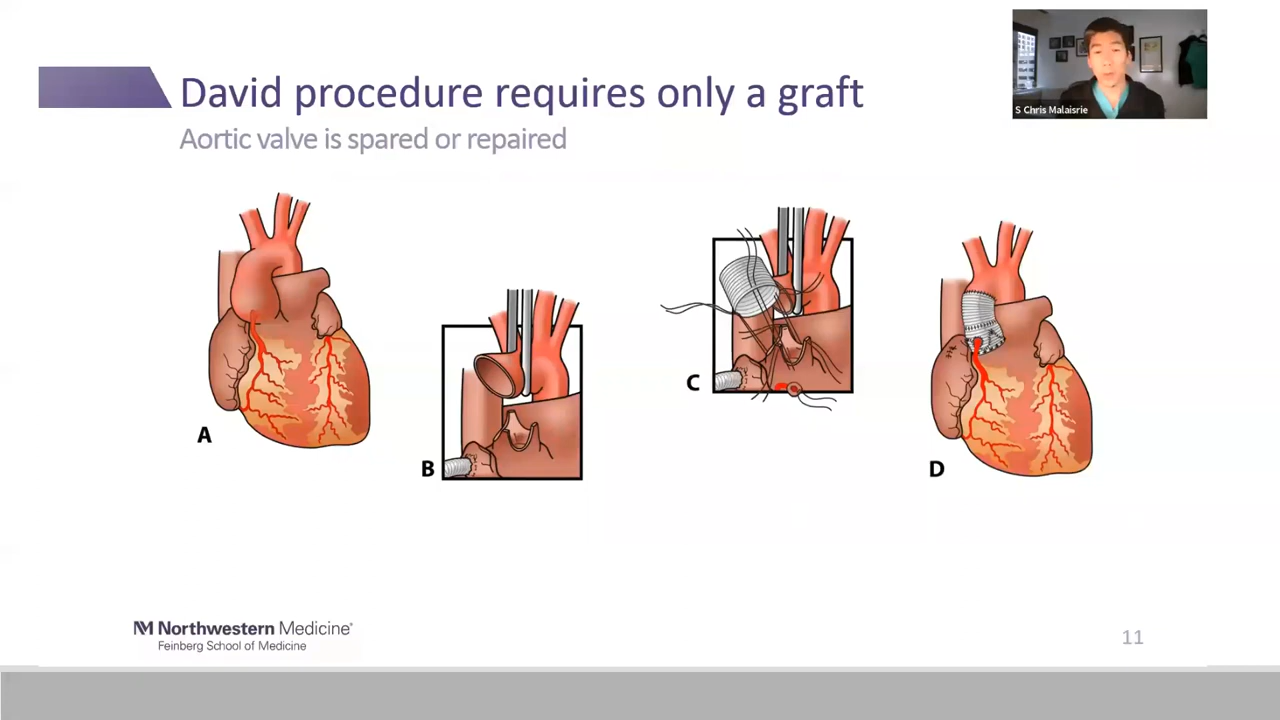 David procedure requires only a graft
Aortic valve is spared or repaired
S Chris Malaisrie
A
B
C
D
NM Northwestern Medicine®
Feinberg School of Medicine
11